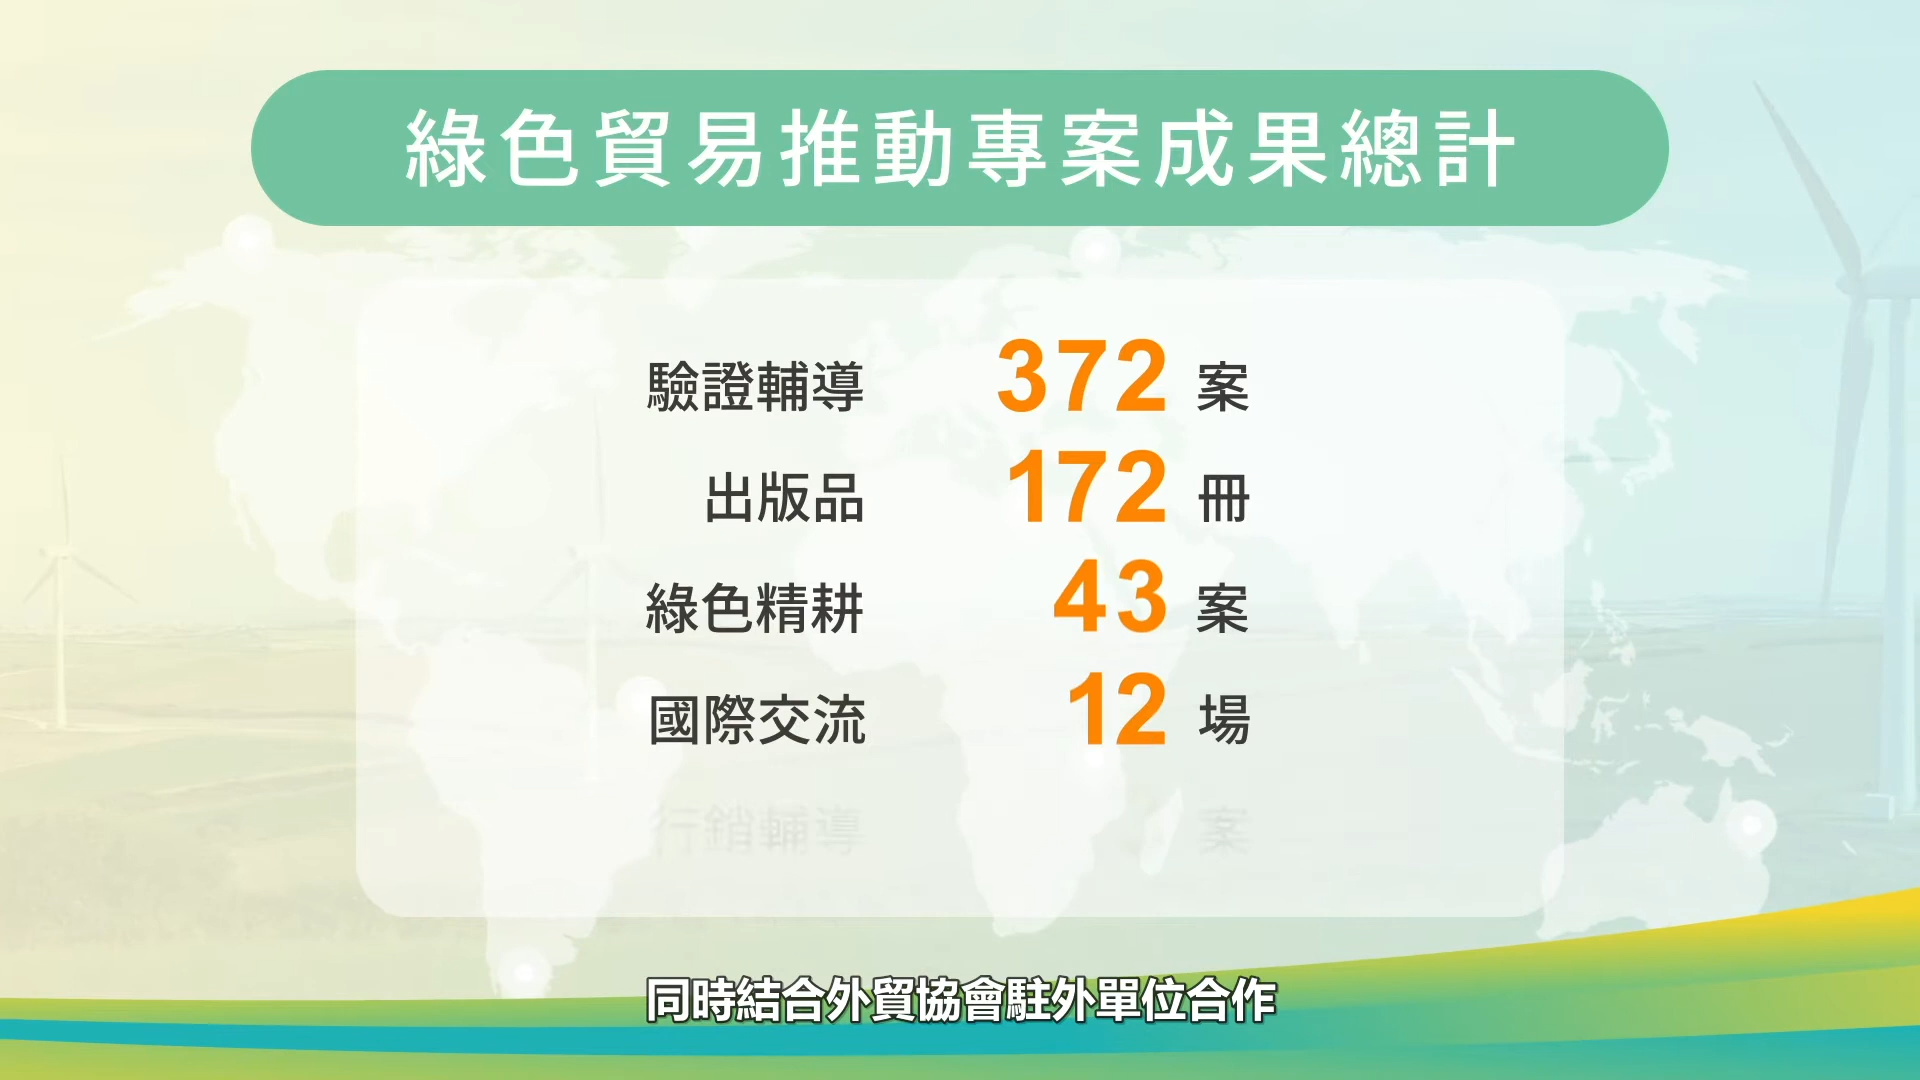 綠色貿易推動專案成果總計
驗證輔導 372 案
出版品 172 冊
綠色精耕 43 案
國際交流 12 場
行銷輔導 案
同時結合外貿協會駐外單位合作